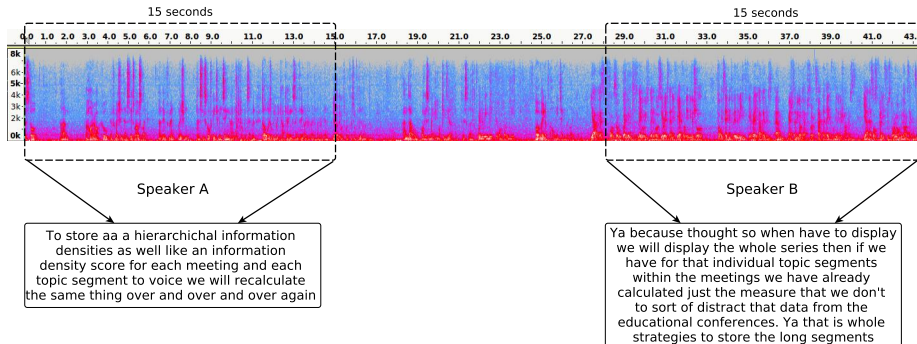 15 seconds
15 seconds
0.0 1.0 2.0 3.0 4.0 5.0 6.0 7.0 8.0 9.0 11.0 13.0 15.0 17.0 19.0 21.0 23.0 25.0 27.0 29.0 31.0 33.0 35.0 37.0 39.0 41.0 43.
8k
6k
5k
4k
3k
2k
0k
Speaker A
Speaker B
To store aa a hierarchichal information
densities as well like an information
density score for each meeting and each
topic segment to voice we will recalculate
the same thing over and over and over again
Ya because thought so when have to display
we will display the whole series then if we
have for that individual topic segments
within the meetings we have already
calculated just the measure that we don't
to sort of distract that data from the
educational conferences. Ya that is whole
strategies to store the long segments